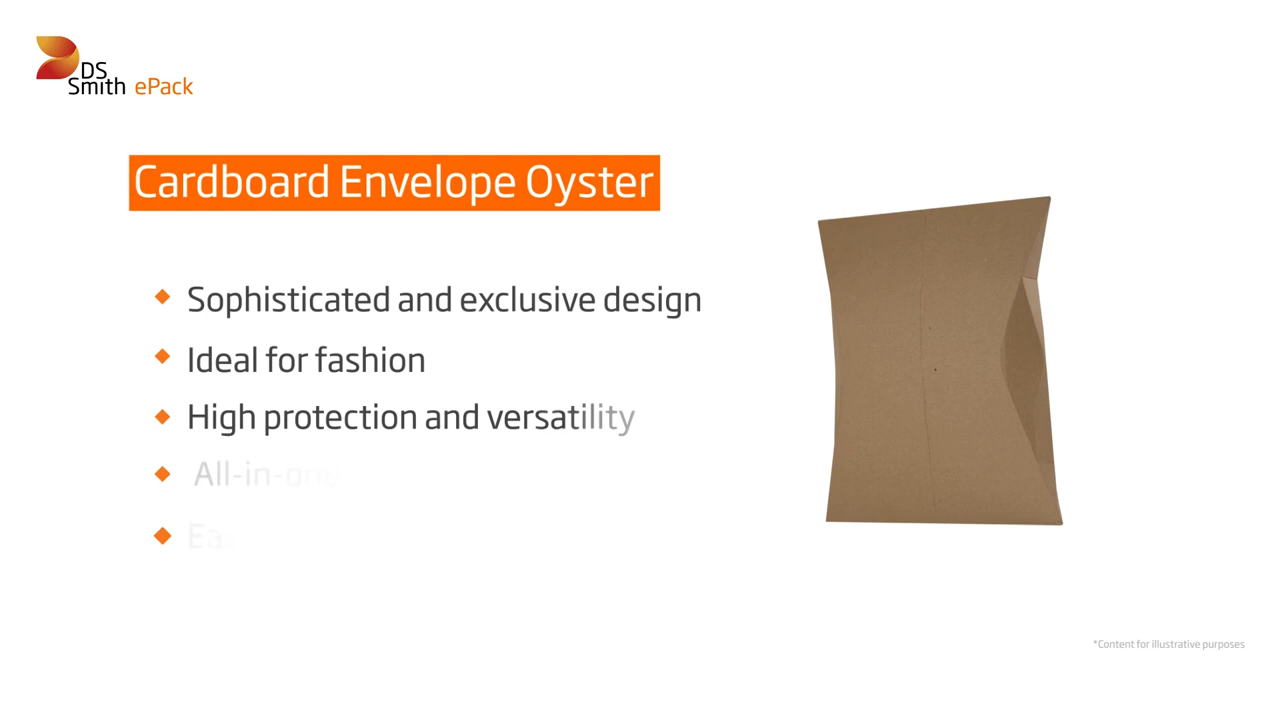 DS
Smith ePack
Cardboard Envelope Oyster
Sophisticated and exclusive design
Ideal for fashion
High protection and versatility
All-in-one
*Content for illustrative purposes